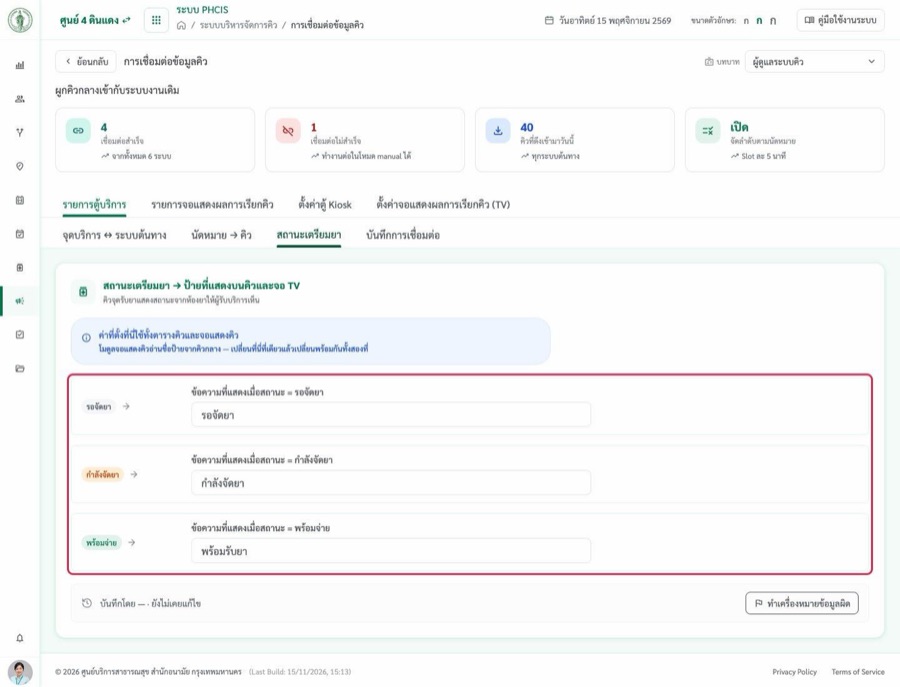 ศูนย์ 4 ดินแดง
ระบบ PHCIS
ระบบบริหารจัดการคิว / การเชื่อมต่อข้อมูลคิว
วันอาทิตย์ 15 พฤศจิกายน 2569
ขนาดตัวอักษร: ก ก ก
คู่มือใช้งานระบบ
ย้อนกลับ
การเชื่อมต่อข้อมูลคิว
บทบาท
ผู้ดูแลระบบคิว
ผูกคิวกลางเข้ากับระบบงานเดิม
4
เชื่อมต่อสำเร็จ
จากทั้งหมด 6 ระบบ
1
เชื่อมต่อไม่สำเร็จ
ทำงานต่อในโหมด manual ได้
40
คิวที่ดึงเข้ามาวันนี้
ทุกระบบต้นทาง
เปิด
จัดลำดับตามนัดหมาย
Slot ละ 5 นาที
รายการตู้บริการ
รายการจอแสดงผลการเรียกคิว
ตั้งค่าตู้ Kiosk
ตั้งค่าจอแสดงผลการเรียกคิว (TV)
จุดบริการ ↔ ระบบต้นทาง
นัดหมาย → คิว
สถานะเตรียมยา
บันทึกการเชื่อมต่อ
สถานะเตรียมยา → ป้ายที่แสดงบนคิวและจอ TV
คิวจุดรับยาแสดงสถานะจากห้องยาให้ผู้รับบริการเห็น
ค่าที่ตั้งที่นี่ใช้ทั้งตารางคิวและจอแสดงคิว
โมดูลจอแสดงคิวอ่านชื่อป้ายจากคิวกลาง — เปลี่ยนที่นี่ที่เดียวแล้วเปลี่ยนพร้อมกันทั้งสองที่
รอจัดยา →
ข้อความที่แสดงเมื่อสถานะ = รอจัดยา
รอจัดยา
กำลังจัดยา →
ข้อความที่แสดงเมื่อสถานะ = กำลังจัดยา
กำลังจัดยา
พร้อมจ่าย →
ข้อความที่แสดงเมื่อสถานะ = พร้อมจ่าย
พร้อมรับยา
บันทึกโดย — · ยังไม่เคยแก้ไข
ทำเครื่องหมายข้อมูลผิด
© 2026 ศูนย์บริการสาธารณสุข สำนักอนามัย กรุงเทพมหานคร (Last Build: 15/11/2026, 15:13)
Privacy Policy
Terms of Service